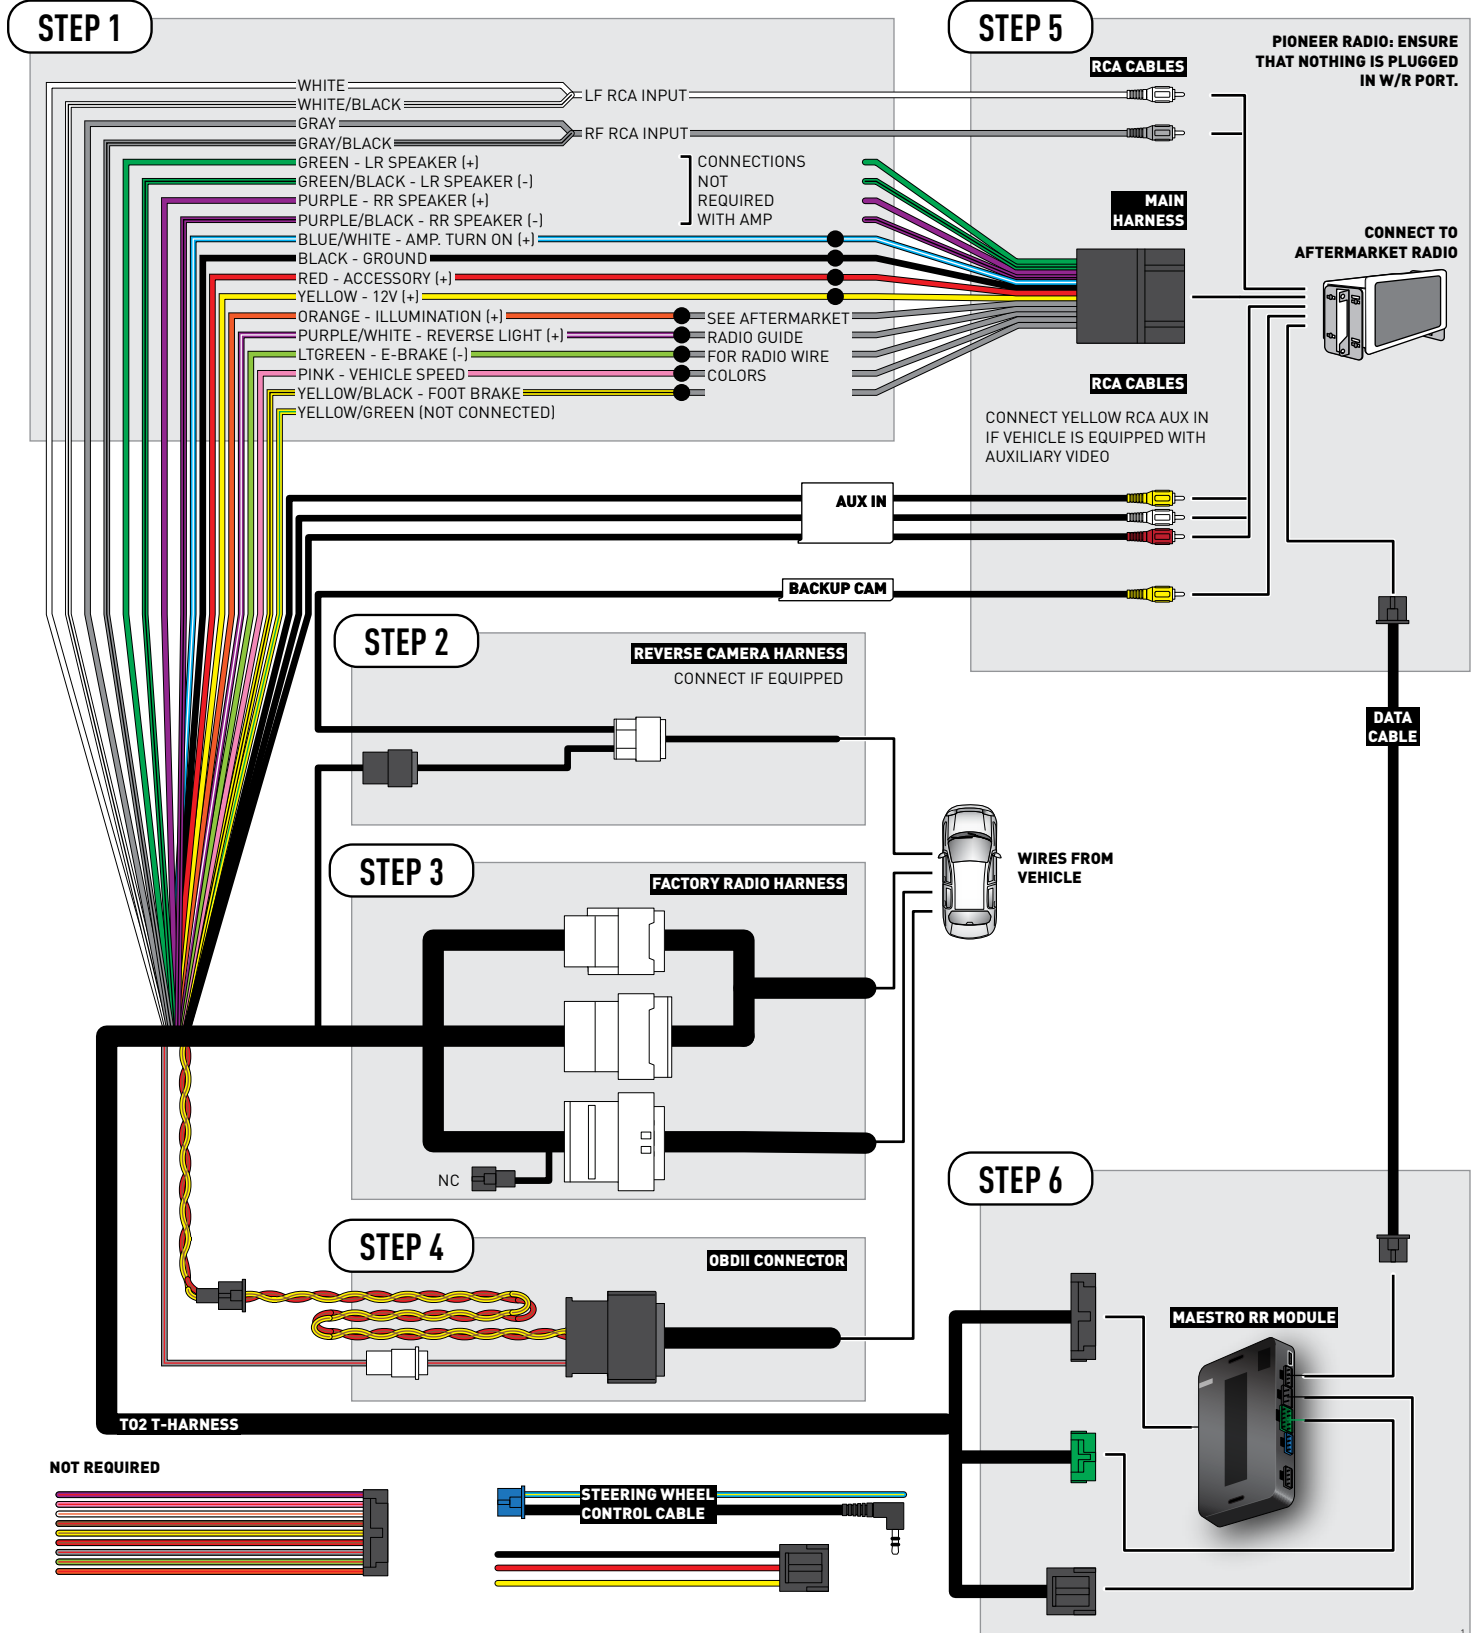 STEP 1
WHITE
WHITE/BLACK
LF RCA INPUT
GRAY
GRAY/BLACK
RF RCA INPUT
GREEN - LR SPEAKER (+)
GREEN/BLACK - LR SPEAKER (-)
PURPLE - RR SPEAKER (+)
PURPLE/BLACK - RR SPEAKER (-)
CONNECTIONS
NOT
REQUIRED
WITH AMP
BLUE/WHITE - AMP. TURN ON (+)
BLACK - GROUND
RED - ACCESSORY (+)
YELLOW - 12V (+)
ORANGE - ILLUMINATION (+)
PURPLE/WHITE - REVERSE LIGHT (+)
LTGREEN - E-BRAKE (-)
PINK - VEHICLE SPEED
YELLOW/BLACK - FOOT BRAKE
YELLOW/GREEN (NOT CONNECTED)
SEE AFTERMARKET
RADIO GUIDE
FOR RADIO WIRE
COLORS
STEP 5
PIONEER RADIO: ENSURE
THAT NOTHING IS PLUGGED
IN W/R PORT.
RCA CABLES
MAIN
HARNESS
CONNECT TO
AFTERMARKET RADIO
RCA CABLES
CONNECT YELLOW RCA AUX IN
IF VEHICLE IS EQUIPPED WITH
AUXILIARY VIDEO
AUX IN
BACKUP CAM
STEP 2
REVERSE CAMERA HARNESS
CONNECT IF EQUIPPED
DATA
CABLE
STEP 3
FACTORY RADIO HARNESS
WIRES FROM
VEHICLE
NC
STEP 4
OBDII CONNECTOR
STEP 6
MAESTRO RR MODULE
TO2 T-HARNESS
NOT REQUIRED
STEERING WHEEL
CONTROL CABLE
1